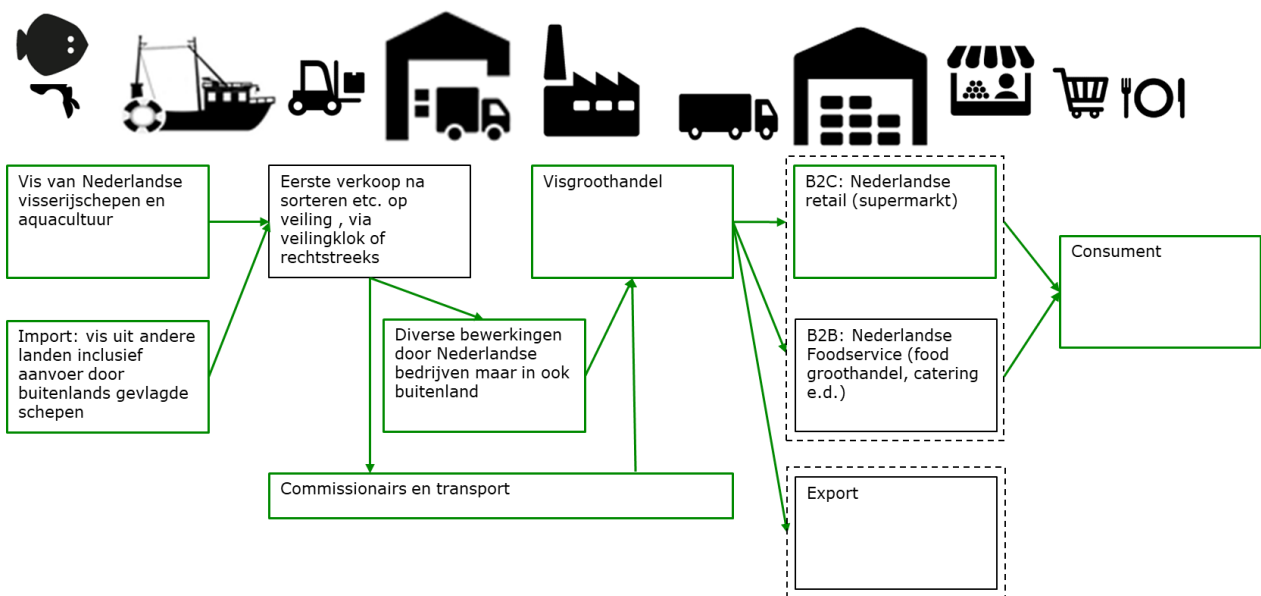 Vis van Nederlandse
visserijschepen en
aquacultuur
Eerste verkoop na
sorteren etc. op
veiling , via
veilingklok of
rechtstreeks
Visgroothandel
B2C: Nederlandse
retail (supermarkt)
Consument
Import: vis uit andere
landen inclusief
aanvoer door
buitenlands gevlagde
schepen
Diverse bewerkingen
door Nederlandse
bedrijven maar in ook
buitenland
B2B: Nederlandse
Foodservice (food
groothandel, catering
e.d.)
Commissionairs en transport
Export